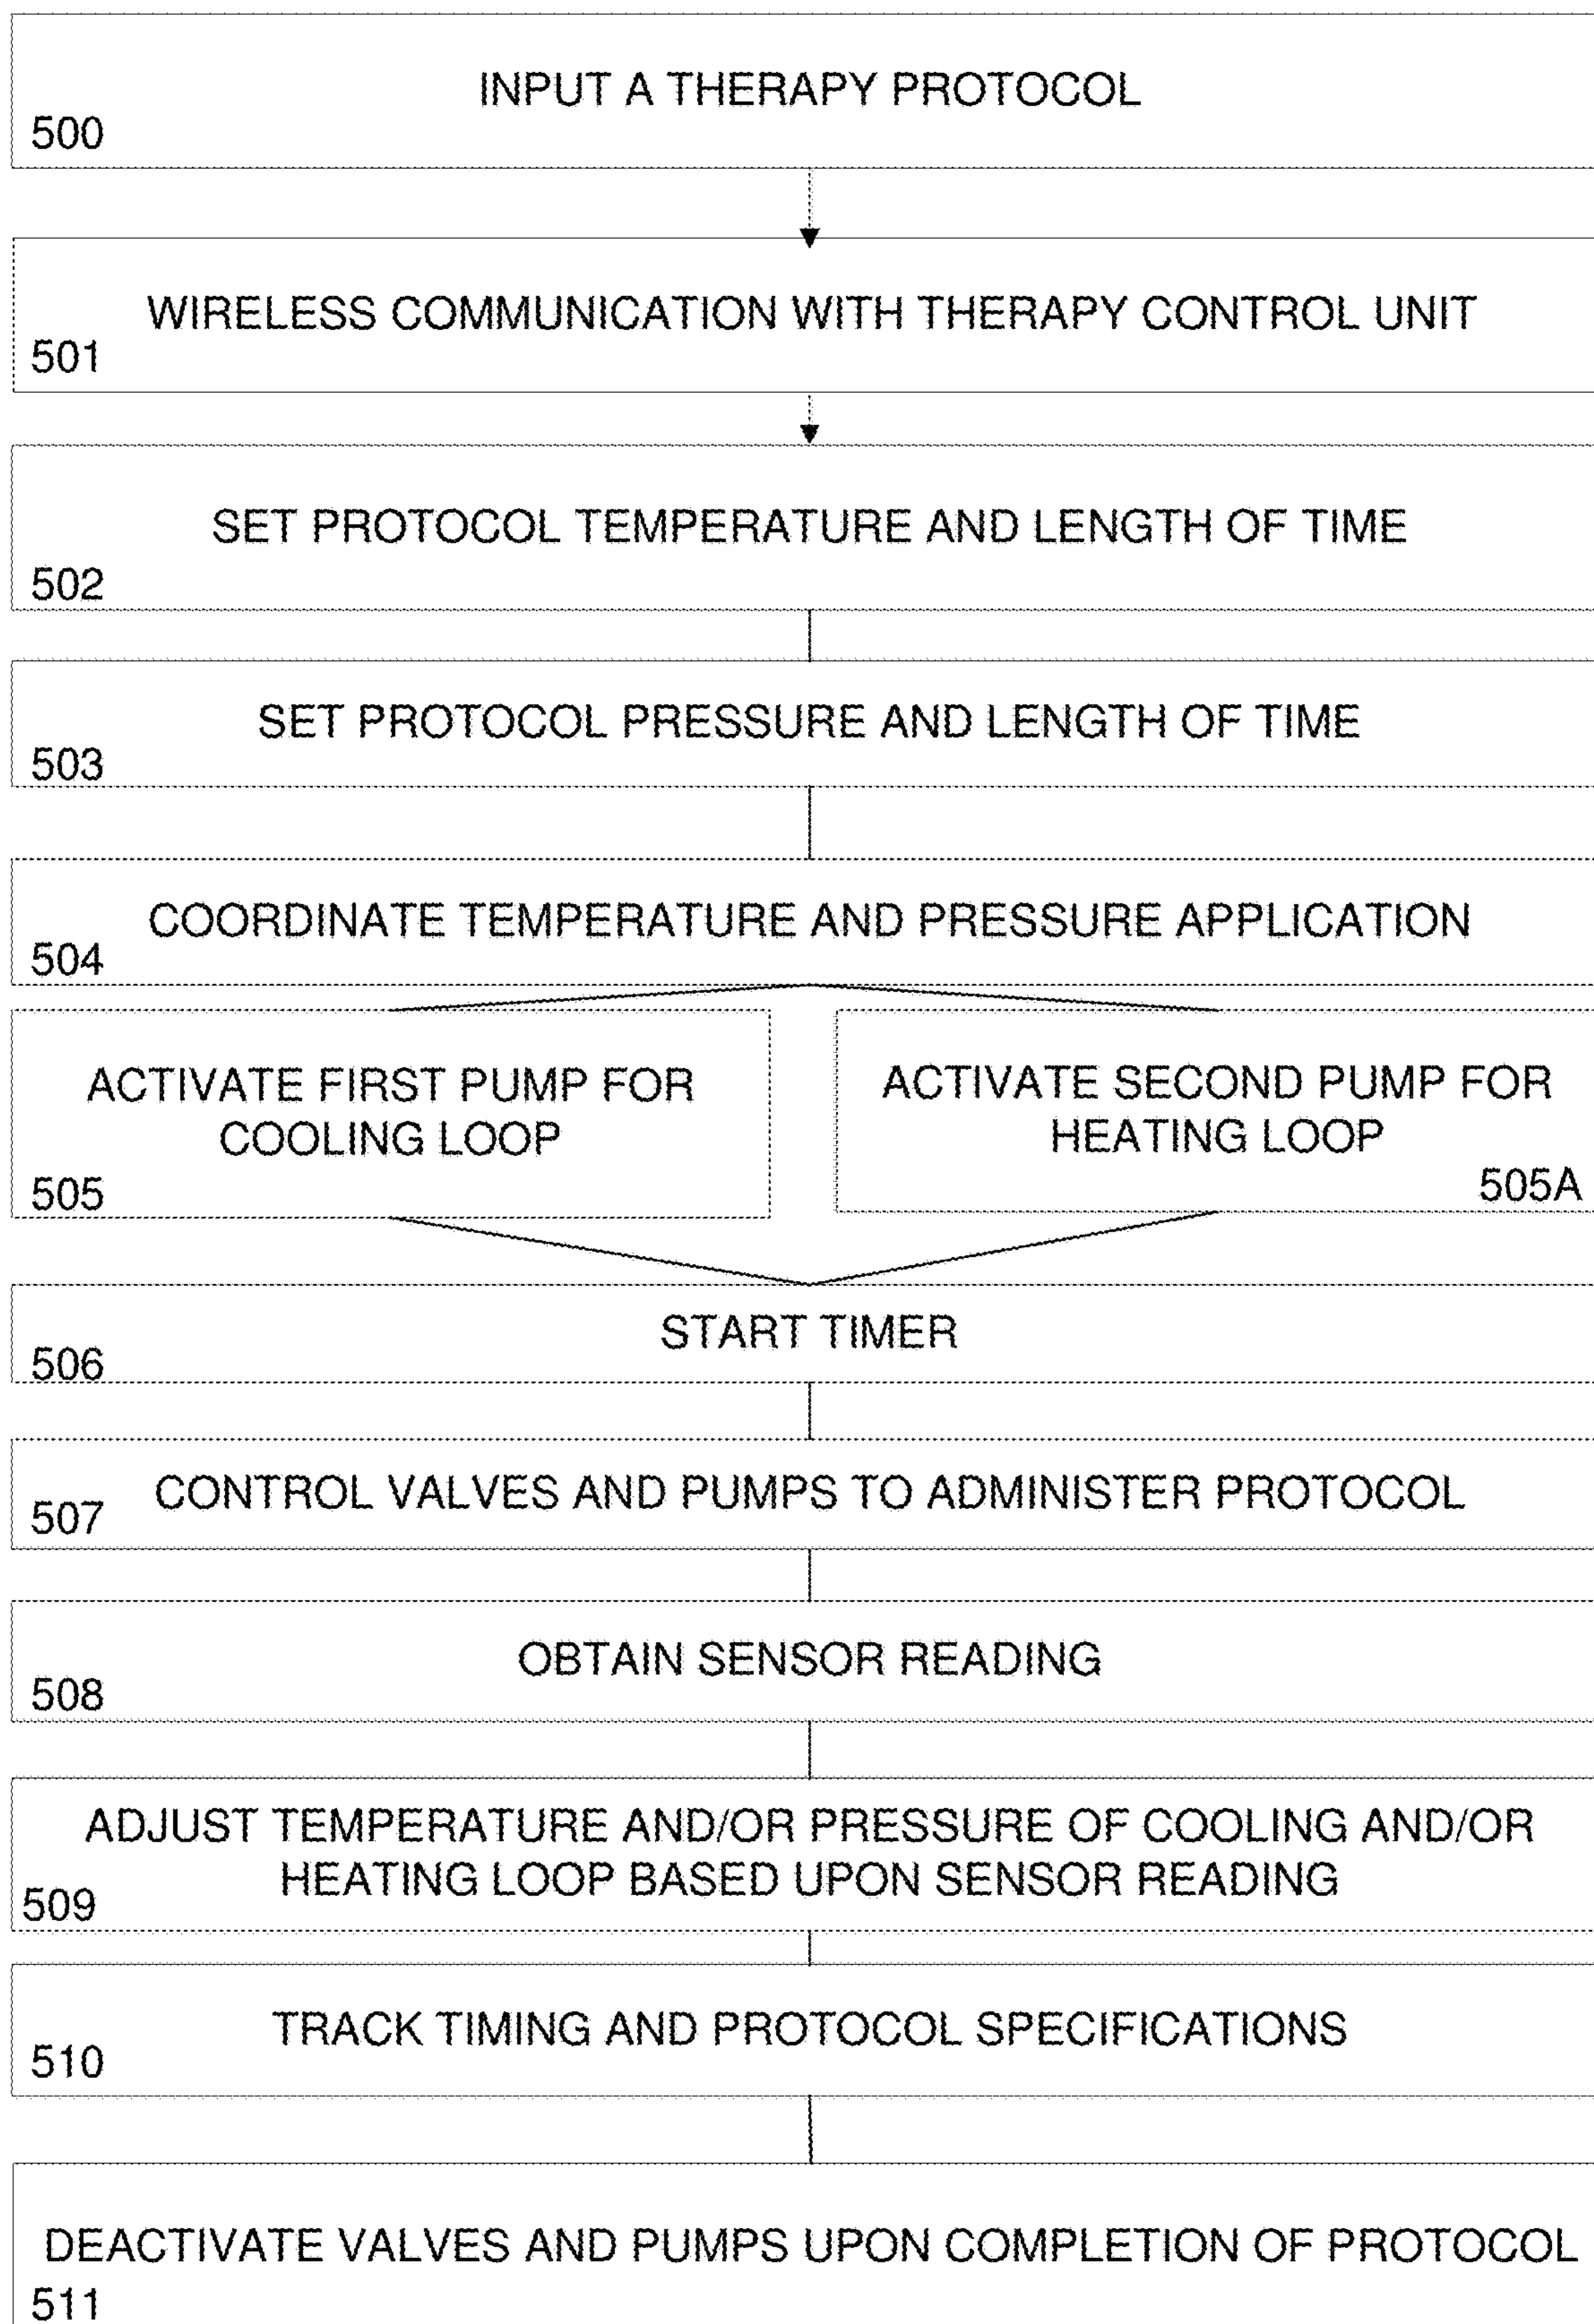 INPUT A THERAPY PROTOCOL
500
WIRELESS COMMUNICATION WITH THERAPY CONTROL UNIT
501
SET PROTOCOL TEMPERATURE AND LENGTH OF TIME
502
SET PROTOCOL PRESSURE AND LENGTH OF TIME
503
COORDINATE TEMPERATURE AND PRESSURE APPLICATION
504
ACTIVATE FIRST PUMP FOR
COOLING LOOP
505
ACTIVATE SECOND PUMP FOR
HEATING LOOP
505A
START TIMER
506
CONTROL VALVES AND PUMPS TO ADMINISTER PROTOCOL
507
OBTAIN SENSOR READING
508
ADJUST TEMPERATURE AND/OR PRESSURE OF COOLING AND/OR
HEATING LOOP BASED UPON SENSOR READING
509
TRACK TIMING AND PROTOCOL SPECIFICATIONS
510
DEACTIVATE VALVES AND PUMPS UPON COMPLETION OF PROTOCOL
511